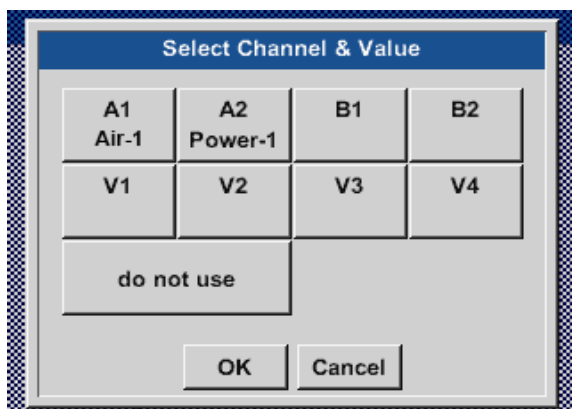 Select Channel & Value
A1 A2 B1 B2
Air-1 Power-1
V1 V2 V3 V4
do not use
OK Cancel